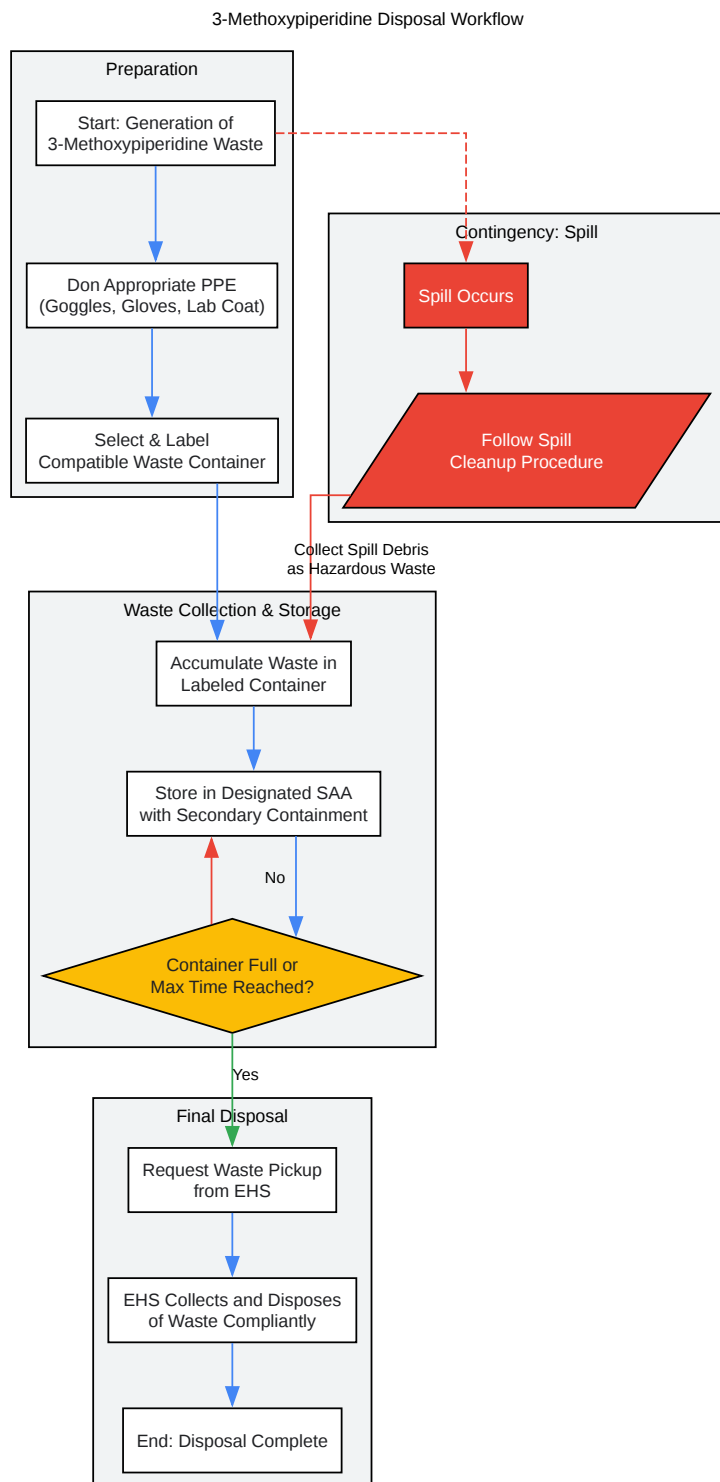 3-Methoxypiperidine Disposal Workflow
Preparation
Start: Generation of
3-Methoxypiperidine Waste
Don Appropriate PPE
(Goggles, Gloves, Lab Coat)
Select & Label
Compatible Waste Container
Contingency: Spill
Spill Occurs
Follow Spill
Cleanup Procedure
Collect Spill Debris
as Hazardous Waste
Waste Collection & Storage
Accumulate Waste in
Labeled Container
Store in Designated SAA
with Secondary Containment
No
Container Full or
Max Time Reached?
Yes
Final Disposal
Request Waste Pickup
from EHS
EHS Collects and Disposes
of Waste Compliantly
End: Disposal Complete